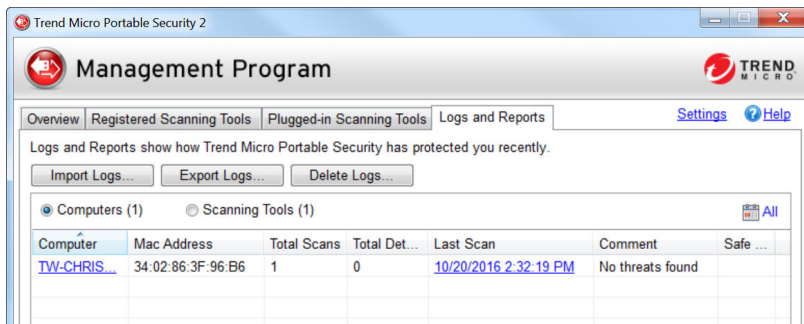 Trend Micro Portable Security 2
Management Program
TREND MICRO
Overview Registered Scanning Tools Plugged-in Scanning Tools Logs and Reports Settings Help
Logs and Reports show how Trend Micro Portable Security has protected you recently.
Import Logs... Export Logs... Delete Logs...
Computers (1) Scanning Tools (1) All
Computer Mac Address Total Scans Total Det... Last Scan Comment Safe ...
TW-CHRIS... 34:02:86:3F:96:B6 1 0 10/20/2016 2:32:19 PM No threats found